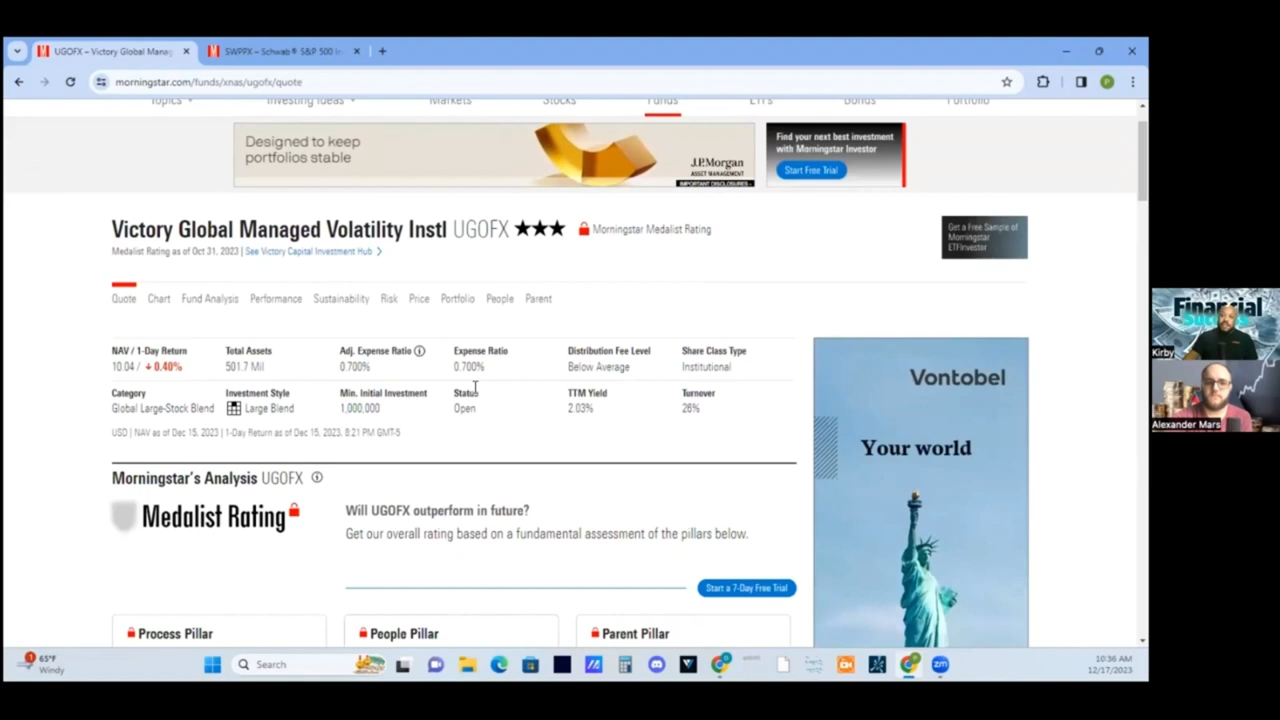 UGOFX – Victory Global Manag
SWPPX – Schwab® S&P 500 In
morningstar.com/funds/xnas/ugofx/quote
Topics
Investing Ideas
Markets
Stocks
Funds
ETFs
Bonds
Portfolio
Designed to keep
portfolios stable
J.P.Morgan
ASSET MANAGEMENT
IMPORTANT DISCLOSURES
Find your next best investment
with Morningstar Investor
Start Free Trial
Victory Global Managed Volatility Instl UGOFX ★★★ Morningstar Medalist Rating
Medalist Rating as of Oct 31, 2023 | See Victory Capital Investment Hub
Get a Free Sample of
Morningstar
ETFInvestor
Quote Chart Fund Analysis Performance Sustainability Risk Price Portfolio People Parent
NAV / 1-Day Return Total Assets Adj. Expense Ratio Expense Ratio Distribution Fee Level Share Class Type
10.04 / 0.40% 501.7 Mil 0.700% 0.700% Below Average Institutional
Category Investment Style Min. Initial Investment Status TTM Yield Turnover
Global Large-Stock Blend Large Blend 1,000,000 Open 2.03% 26%
USD | NAV as of Dec 15, 2023 | 1-Day Return as of Dec 15, 2023, 8:21 PM GMT-5
Morningstar's Analysis UGOFX
Medalist Rating
Will UGOFX outperform in future?
Get our overall rating based on a fundamental assessment of the pillars below.
Start a 7-Day Free Trial
Process Pillar
People Pillar
Parent Pillar
Vontobel
Your world
Financial
Kirby
Alexander Mars
1
65°F
Windy
Search
zm
10:36 AM
12/17/2023